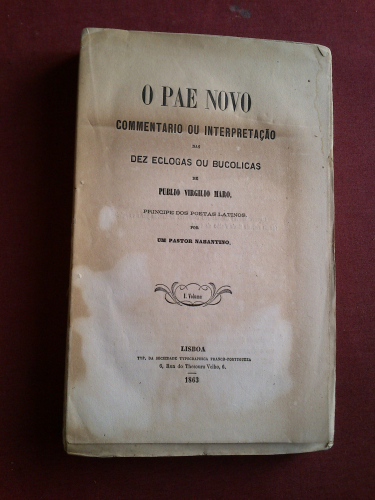 O PAE NOVO
COMMENTARIO OU INTERPRETAÇÃO
DAS
DEZ ECLOGAS OU BUCOLICAS
DE
PUBLIO VIRGILIO MARO,
PRINCIPE DOS POETAS LATINOS.
POR
UM PASTOR NABANTINO.
I. Volume
LISBOA
TYP. DA SOCIEDADE TYPOGRAPHICA FRANCO-PORTUGUEZA
6, Rua do Thesouro Velho, 6.
1863